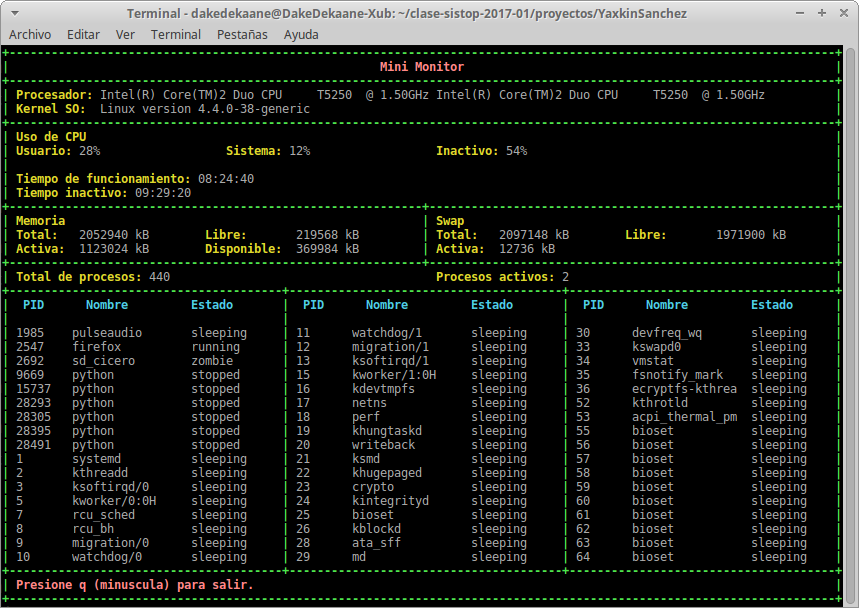 Terminal - dakedekaane@DakeDekaane-Xub: ~/clase-sistop-2017-01/proyectos/YaxkinSanchez
Archivo Editar Ver Terminal Pestañas Ayuda
Mini Monitor
Procesador: Intel(R) Core(TM)2 Duo CPU T5250 @ 1.50GHz Intel(R) Core(TM)2 Duo CPU T5250 @ 1.50GHz
Kernel SO: Linux version 4.4.0-38-generic
Uso de CPU
Usuario: 28% Sistema: 12% Inactivo: 54%
Tiempo de funcionamiento: 08:24:40
Tiempo inactivo: 09:29:20
Memoria Swap
Total: 2052940 kB Libre: 219568 kB Total: 2097148 kB Libre: 1971900 kB
Activa: 1123024 kB Disponible: 369984 kB Activa: 12736 kB
Total de procesos: 440 Procesos activos: 2
PID Nombre Estado PID Nombre Estado PID Nombre Estado
1985 pulseaudio sleeping 11 watchdog/1 sleeping 30 devfreq_wq sleeping
2547 firefox running 12 migration/1 sleeping 33 kswapd0 sleeping
2692 sd_cicero zombie 13 ksoftirqd/1 sleeping 34 vmstat sleeping
9669 python stopped 15 kworker/1:0H sleeping 35 fsnotify_mark sleeping
15737 python stopped 16 kdevtmpfs sleeping 36 ecryptfs-kthrea sleeping
28293 python stopped 17 netns sleeping 52 kthrotld sleeping
28305 python stopped 18 perf sleeping 53 acpi_thermal_pm sleeping
28395 python stopped 19 khungtaskd sleeping 55 bioset sleeping
28491 python stopped 20 writeback sleeping 56 bioset sleeping
1 systemd sleeping 21 ksmd sleeping 57 bioset sleeping
2 kthreadd sleeping 22 khugepaged sleeping 58 bioset sleeping
3 ksoftirqd/0 sleeping 23 crypto sleeping 59 bioset sleeping
5 kworker/0:0H sleeping 24 kintegrityd sleeping 60 bioset sleeping
7 rcu_sched sleeping 25 bioset sleeping 61 bioset sleeping
8 rcu_bh sleeping 26 kblockd sleeping 62 bioset sleeping
9 migration/0 sleeping 28 ata_sff sleeping 63 bioset sleeping
10 watchdog/0 sleeping 29 md sleeping 64 bioset sleeping
Presione q (minuscula) para salir.